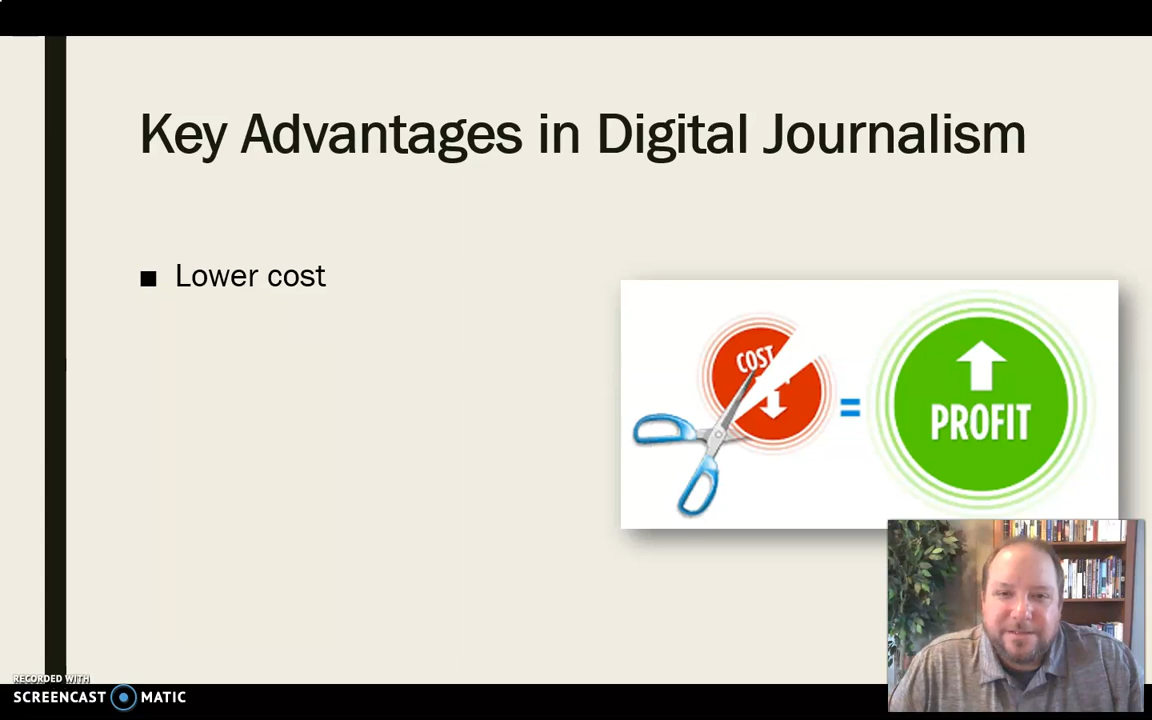 Key Advantages in Digital Journalism
■ Lower cost
COST
=
PROFIT
RECORDED WITH
SCREENCAST MATIC